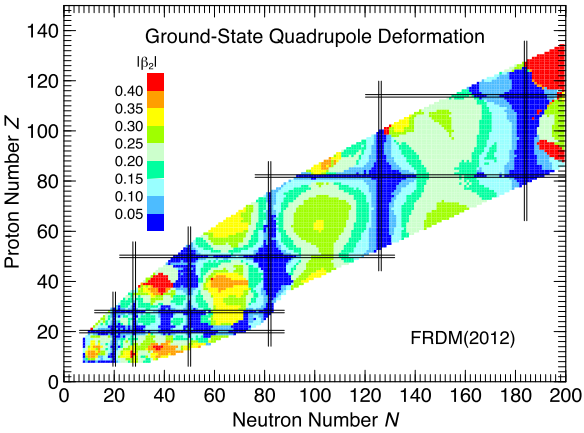 Ground-State Quadrupole Deformation
|β₂|
0.40
0.35
0.30
0.25
0.20
0.15
0.10
0.05
FRDM(2012)
Proton Number Z
140
120
100
80
60
40
20
0
0 20 40 60 80 100 120 140 160 180 200
Neutron Number N